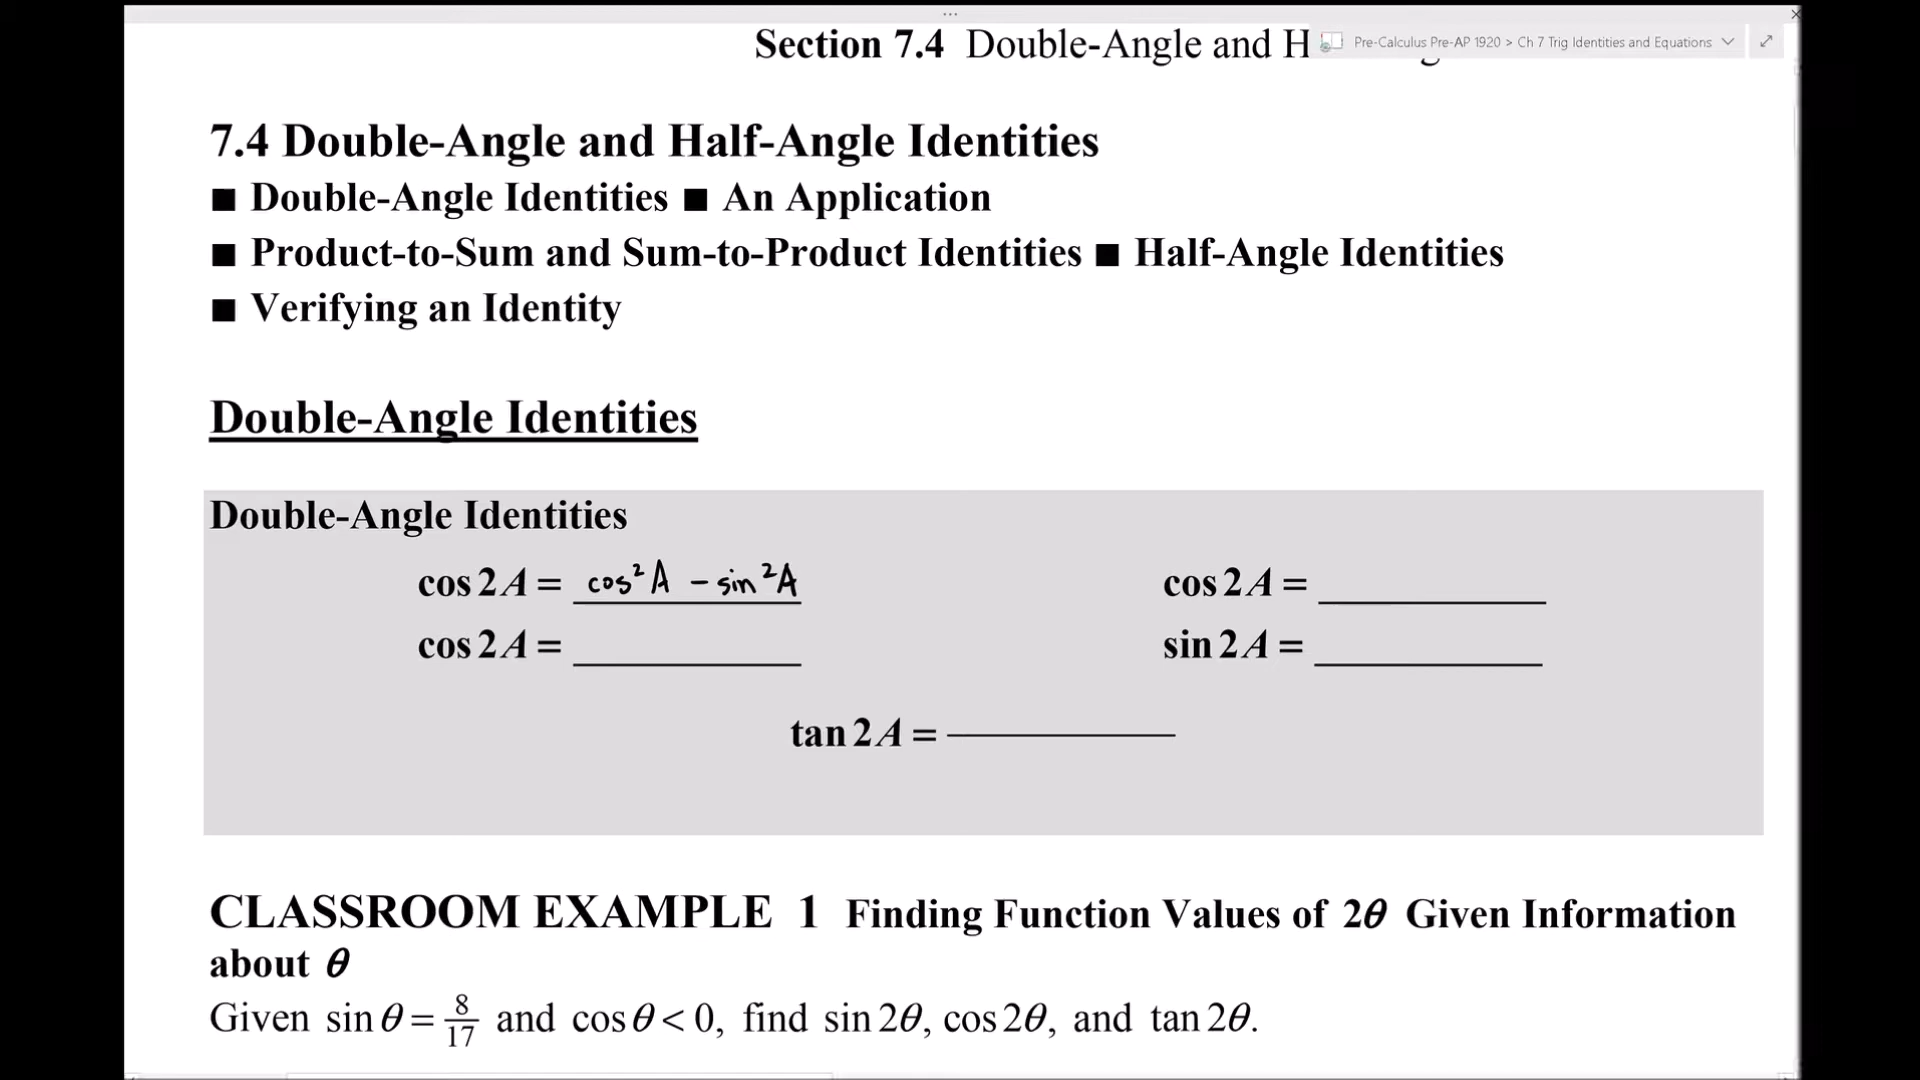 Section 7.4 Double-Angle and H
Pre-Calculus Pre-AP 1920 > Ch 7 Trig Identities and Equations
7.4 Double-Angle and Half-Angle Identities
■ Double-Angle Identities ■ An Application
■ Product-to-Sum and Sum-to-Product Identities ■ Half-Angle Identities
■ Verifying an Identity
Double-Angle Identities
Double-Angle Identities
cos 2A = cos²A − sin²A cos 2A = ____
cos 2A = ____ sin 2A = ____
tan 2A = ____
CLASSROOM EXAMPLE 1 Finding Function Values of 2θ Given Information
about θ
Given sin θ = 8/17 and cos θ < 0, find sin 2θ, cos 2θ, and tan 2θ.